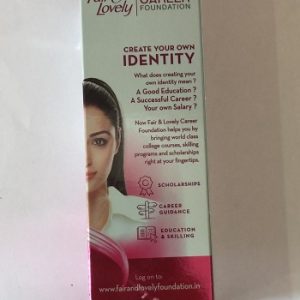 Fair &
Lovely
CAREER
FOUNDATION
CREATE YOUR OWN
IDENTITY
What does creating your
own identity mean ?
A Good Education ?
A Successful Career ?
Your own Salary ?
Now Fair & Lovely Career
Foundation helps you by
bringing world class
college courses, skilling
programs and scholarships
right at your fingertips.
SCHOLARSHIPS
CAREER
GUIDANCE
EDUCATION
& SKILLING
Log on to:
www.fairandlovelyfoundation.in